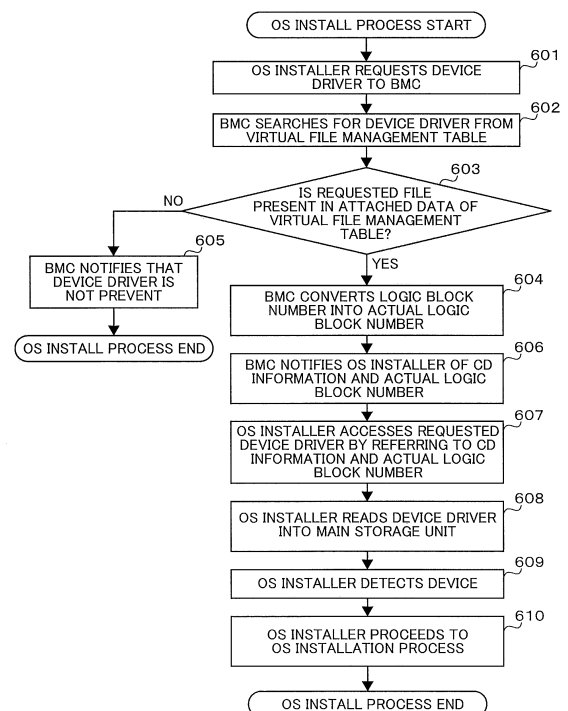 OS INSTALL PROCESS START
601
OS INSTALLER REQUESTS DEVICE
DRIVER TO BMC
602
BMC SEARCHES FOR DEVICE DRIVER FROM
VIRTUAL FILE MANAGEMENT TABLE
603
IS REQUESTED FILE
PRESENT IN ATTACHED DATA OF
VIRTUAL FILE MANAGEMENT
TABLE?
NO
YES
605
BMC NOTIFIES THAT
DEVICE DRIVER IS
NOT PREVENT
OS INSTALL PROCESS END
604
BMC CONVERTS LOGIC BLOCK
NUMBER INTO ACTUAL LOGIC
BLOCK NUMBER
606
BMC NOTIFIES OS INSTALLER OF CD
INFORMATION AND ACTUAL LOGIC
BLOCK NUMBER
607
OS INSTALLER ACCESSES REQUESTED
DEVICE DRIVER BY REFERRING TO CD
INFORMATION AND ACTUAL LOGIC
BLOCK NUMBER
608
OS INSTALLER READS DEVICE DRIVER
INTO MAIN STORAGE UNIT
609
OS INSTALLER DETECTS DEVICE
610
OS INSTALLER PROCEEDS TO
OS INSTALLATION PROCESS
OS INSTALL PROCESS END